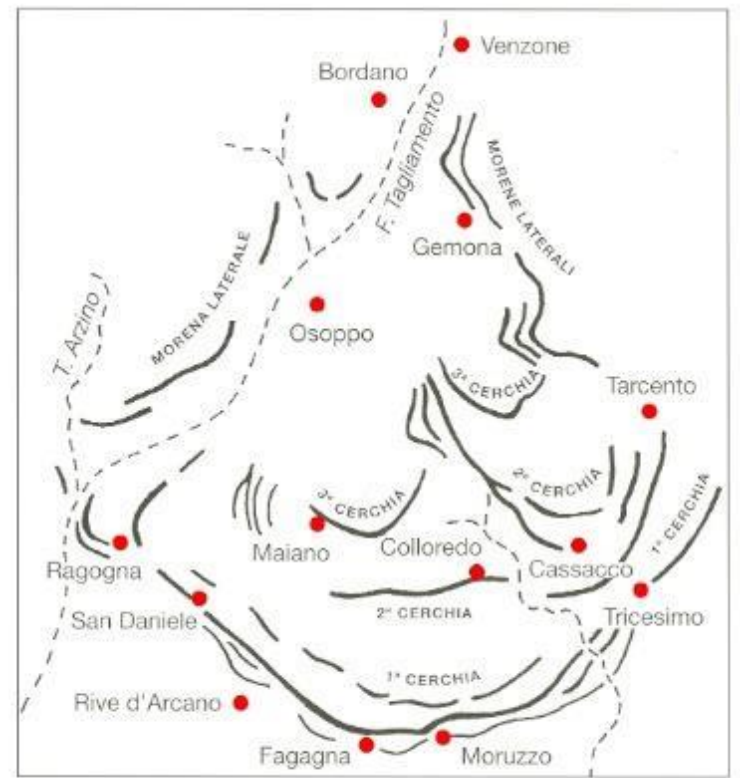 Venzone
Bordano
F. Tagliamento
MORENE LATERALI
Gemona
MORENA LATERALE
T. Arzino
Osoppo
3ª CERCHIA
Tarcento
2ª CERCHIA
1ª CERCHIA
3ª CERCHIA
Maiano
Colloredo
Cassacco
Ragogna
2ª CERCHIA
Tricesimo
San Daniele
1ª CERCHIA
Rive d'Arcano
Fagagna
Moruzzo